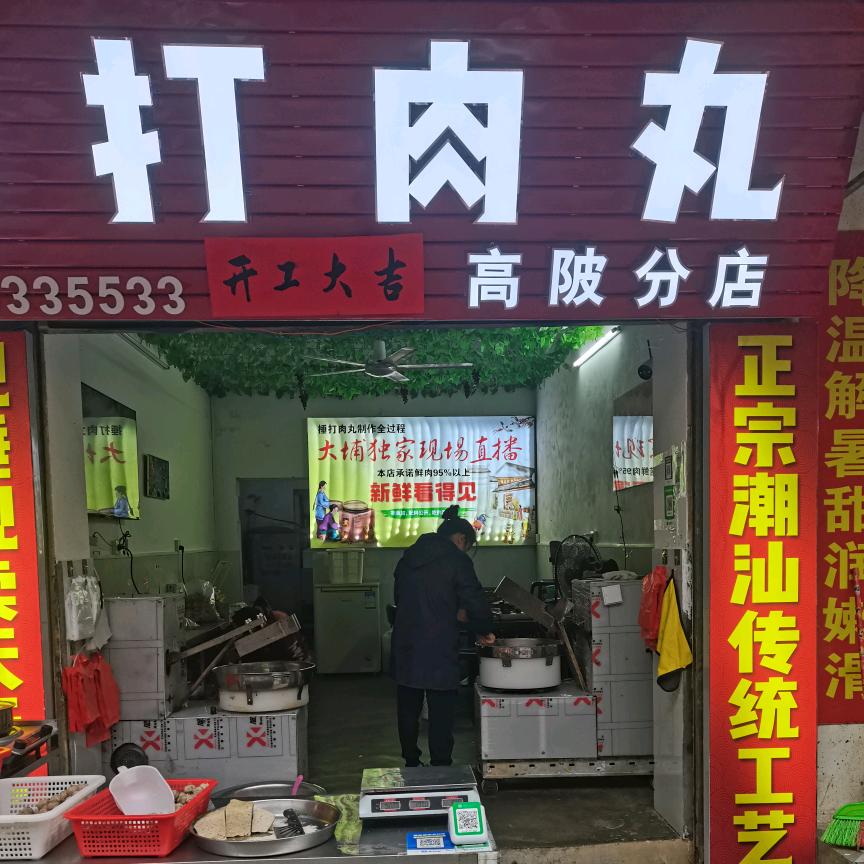 打肉丸
335533
开工大吉
高陂分店
降温解暑甜润嫩滑
正宗潮汕传统工艺
捶打肉丸制作全过程
大埔独家现场直播
本店承诺鲜肉95%以上
新鲜看得见